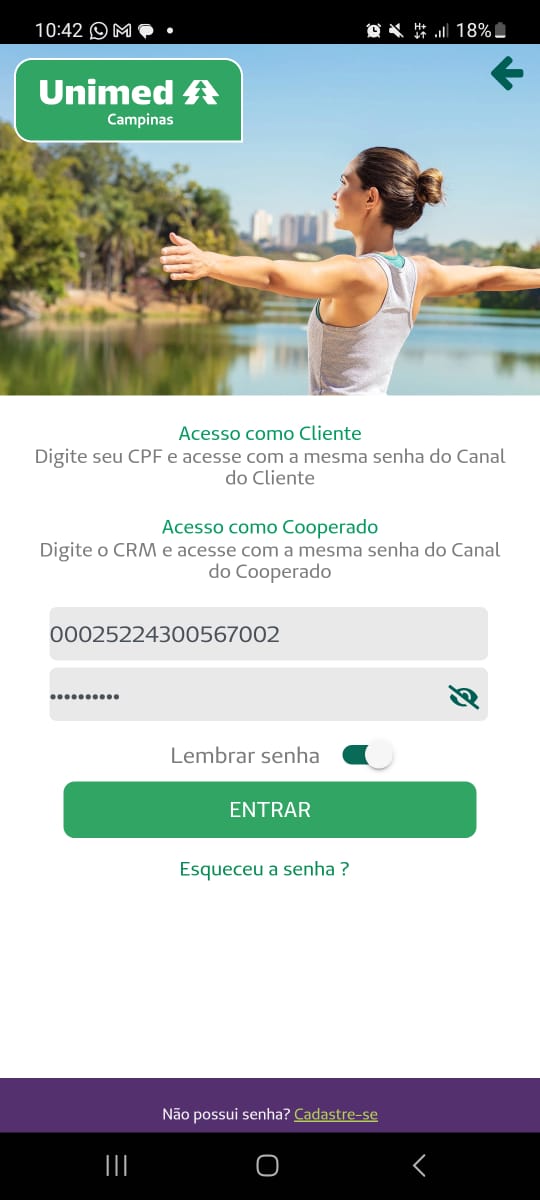 10:42
18%
Unimed
Campinas
Acesso como Cliente
Digite seu CPF e acesse com a mesma senha do Canal
do Cliente
Acesso como Cooperado
Digite o CRM e acesse com a mesma senha do Canal
do Cooperado
00025224300567002
••••••••••
Lembrar senha
ENTRAR
Esqueceu a senha ?
Não possui senha? Cadastre-se